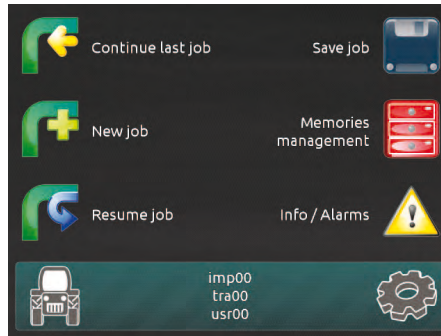 Continue last job
Save job
New job
Memories
management
Resume job
Info / Alarms
imp00
tra00
usr00